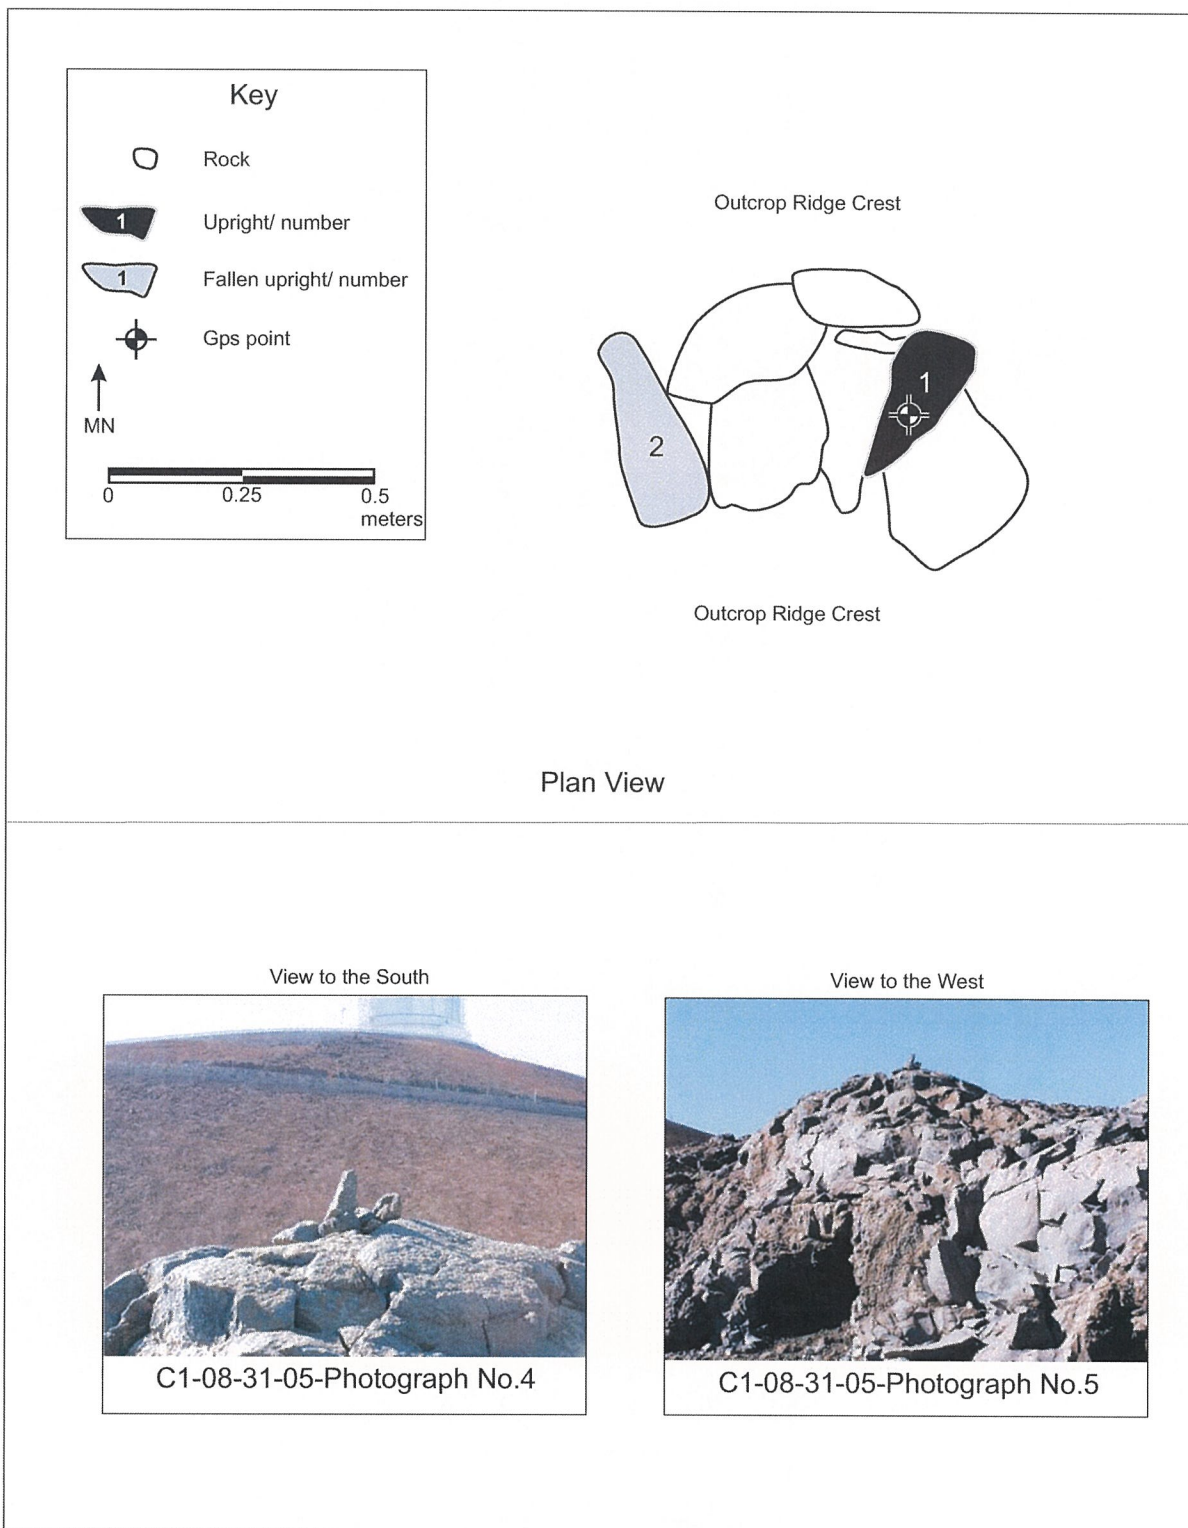 Key
Rock
1
Upright/ number
1
Fallen upright/ number
Gps point
MN
0
0.25
0.5
meters
Outcrop Ridge Crest
1
2
Outcrop Ridge Crest
Plan View
View to the South
C1-08-31-05-Photograph No.4
View to the West
C1-08-31-05-Photograph No.5